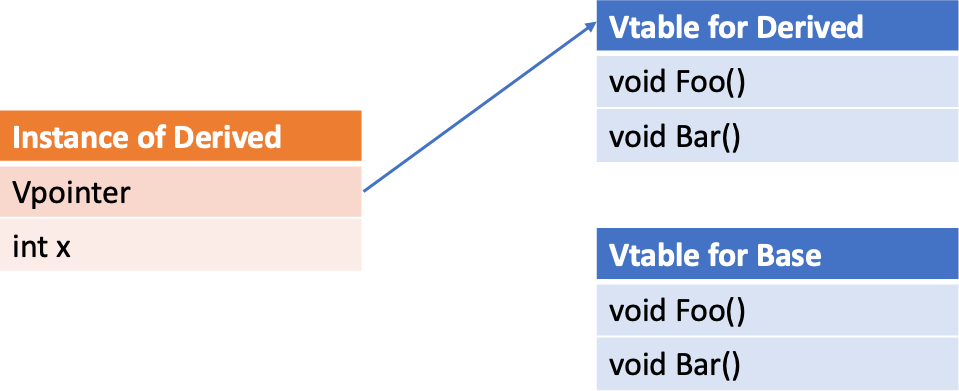 Instance of Derived
Vpointer
int x
Vtable for Derived
void Foo()
void Bar()
Vtable for Base
void Foo()
void Bar()